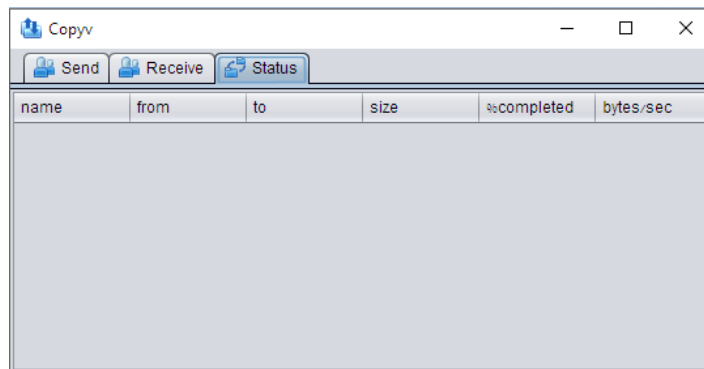 Copyv
Send Receive Status
name from to size %completed bytes/sec